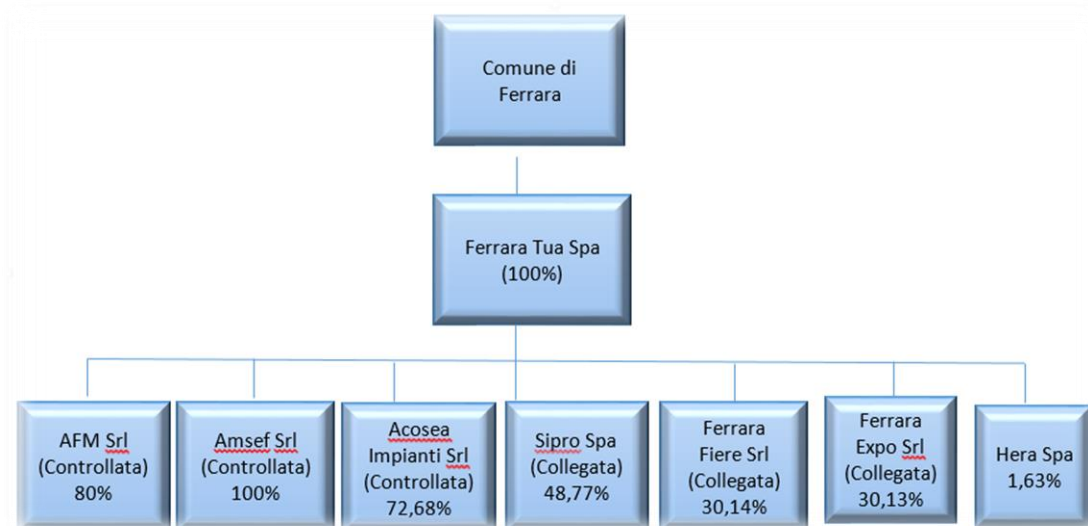 Comune di
Ferrara
Ferrara Tua Spa
(100%)
AFM Srl
(Controllata)
80%
Amsef Srl
(Controllata)
100%
Acosea
Impianti Srl
(Controllata)
72,68%
Sipro Spa
(Collegata)
48,77%
Ferrara
Fiere Srl
(Collegata)
30,14%
Ferrara
Expo Srl
(Collegata)
30,13%
Hera Spa
1,63%